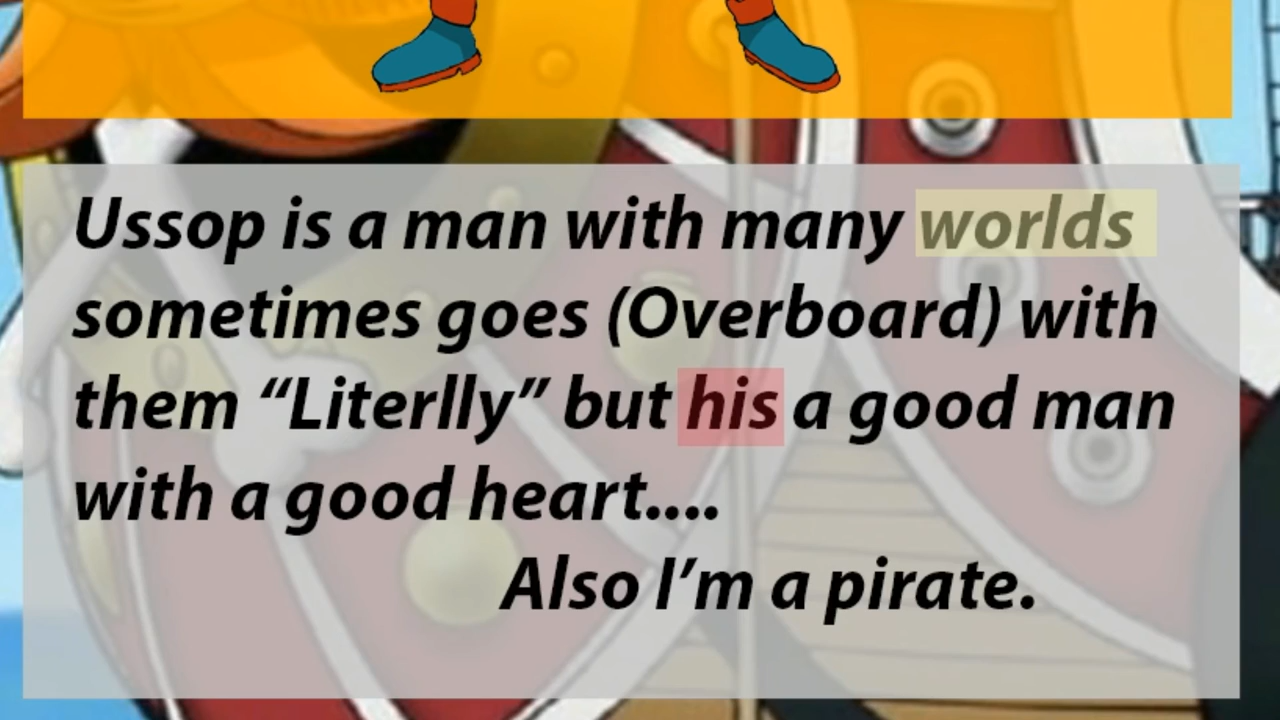 Ussop is a man with many worlds
sometimes goes (Overboard) with
them “Literlly” but his a good man
with a good heart....
Also I’m a pirate.